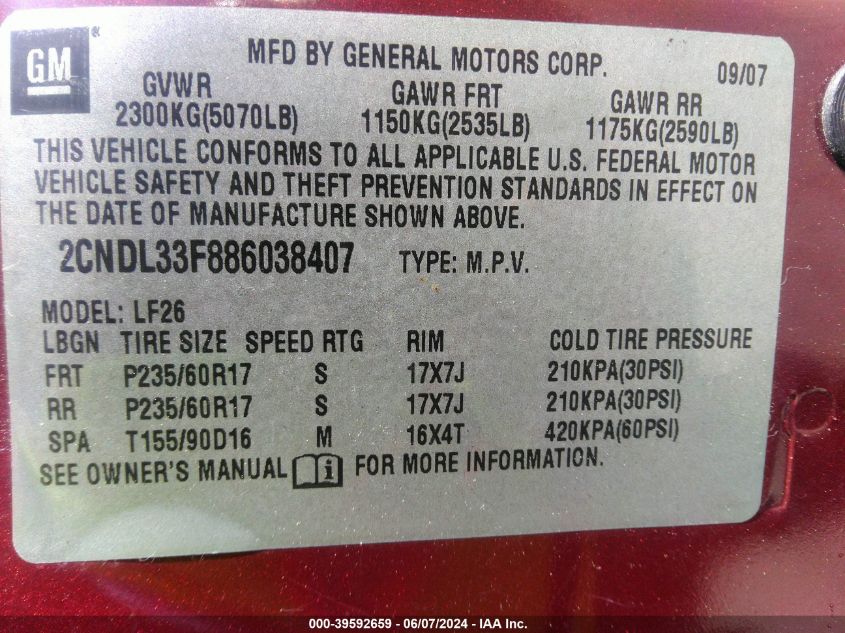 GM
MFD BY GENERAL MOTORS CORP. 09/07
GVWR GAWR FRT GAWR RR
2300KG(5070LB) 1150KG(2535LB) 1175KG(2590LB)
THIS VEHICLE CONFORMS TO ALL APPLICABLE U.S. FEDERAL MOTOR
VEHICLE SAFETY AND THEFT PREVENTION STANDARDS IN EFFECT ON
THE DATE OF MANUFACTURE SHOWN ABOVE.
2CNDL33F886038407 TYPE: M.P.V.
MODEL: LF26
LBGN TIRE SIZE SPEED RTG RIM COLD TIRE PRESSURE
FRT P235/60R17 S 17X7J 210KPA(30PSI)
RR P235/60R17 S 17X7J 210KPA(30PSI)
SPA T155/90D16 M 16X4T 420KPA(60PSI)
SEE OWNER'S MANUAL i FOR MORE INFORMATION.
000-39592659 - 06/07/2024 - IAA Inc.